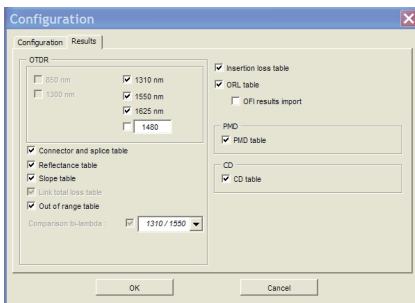 Configuration
Configuration Results
OTDR
850 nm
1300 nm
1310 nm
1550 nm
1625 nm
1480
Connector and splice table
Reflectance table
Slope table
Link total loss table
Out of range table
Comparison bi-lambda :
1310 / 1550
Insertion loss table
ORL table
OFI results import
PMD
PMD table
CD
CD table
OK
Cancel